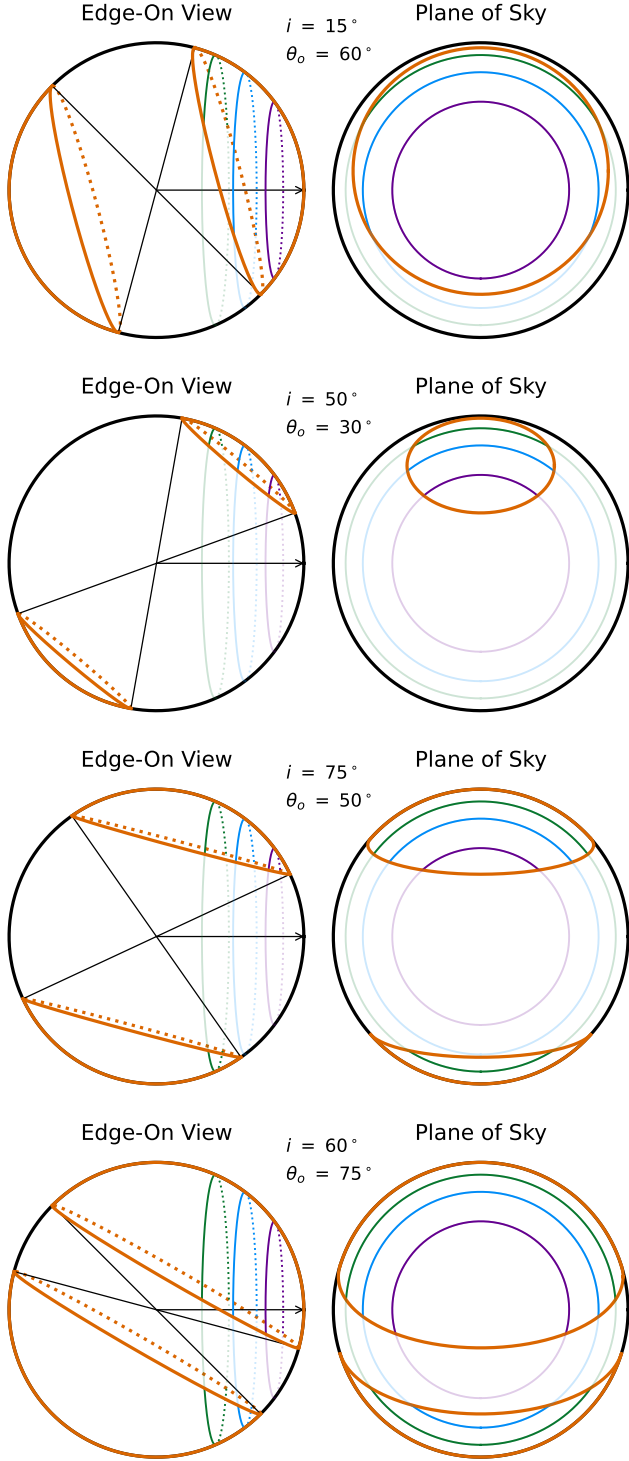 Edge-On View
Plane of Sky
i = 15°
θₒ = 60°
Edge-On View
Plane of Sky
i = 50°
θₒ = 30°
Edge-On View
Plane of Sky
i = 75°
θₒ = 50°
Edge-On View
Plane of Sky
i = 60°
θₒ = 75°